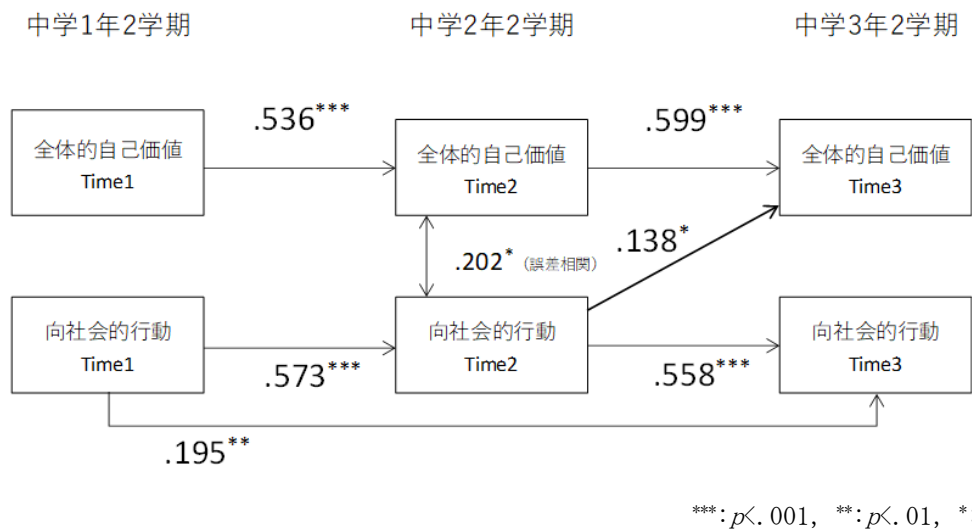 中学1年2学期
中学2年2学期
中学3年2学期
.536***
.599***
全体的自己価値
Time1
全体的自己価値
Time2
全体的自己価値
Time3
.138*
.202* (誤差相関)
向社会的行動
Time1
向社会的行動
Time2
向社会的行動
Time3
.573***
.558***
.195**
***:p<.001, **:p<.01, *